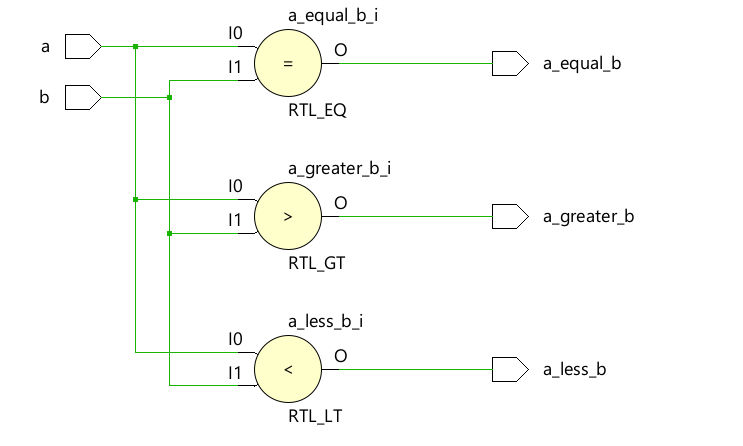 a_equal_b_i
a
I0
O
I1
=
a_equal_b
b
RTL_EQ
a_greater_b_i
I0
O
I1
>
a_greater_b
RTL_GT
a_less_b_i
I0
O
I1
<
a_less_b
RTL_LT